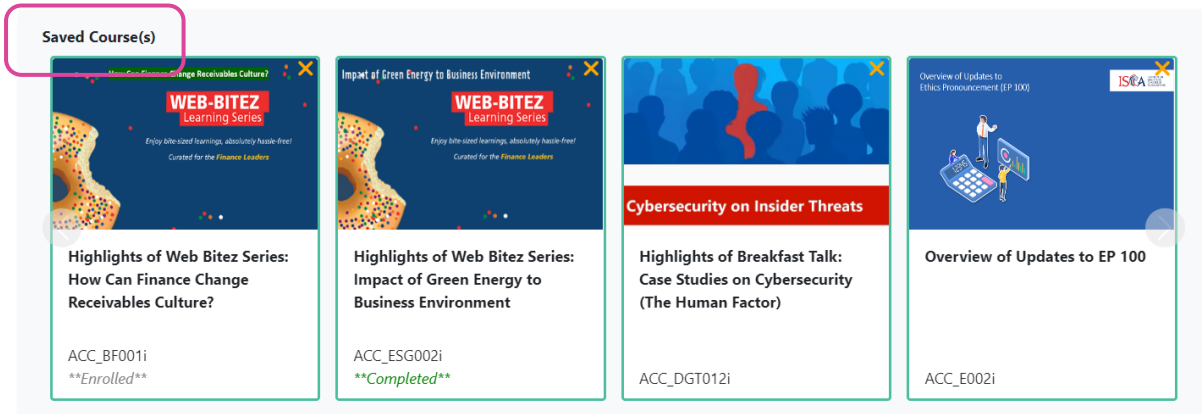 Saved Course(s)
How Can Finance Change Receivables Culture?
WEB-BITEZ
Learning Series
Enjoy bite-sized learnings, absolutely hassle-free!
Curated for the Finance Leaders
Highlights of Web Bitez Series:
How Can Finance Change
Receivables Culture?
ACC_BF001i
**Enrolled**
Impact of Green Energy to Business Environment
WEB-BITEZ
Learning Series
Enjoy bite-sized learnings, absolutely hassle-free!
Curated for the Finance Leaders
Highlights of Web Bitez Series:
Impact of Green Energy to
Business Environment
ACC_ESG002i
**Completed**
Cybersecurity on Insider Threats
Highlights of Breakfast Talk:
Case Studies on Cybersecurity
(The Human Factor)
ACC_DGT012i
Overview of Updates to
Ethics Pronouncement (EP 100)
ISCA
Overview of Updates to EP 100
ACC_E002i